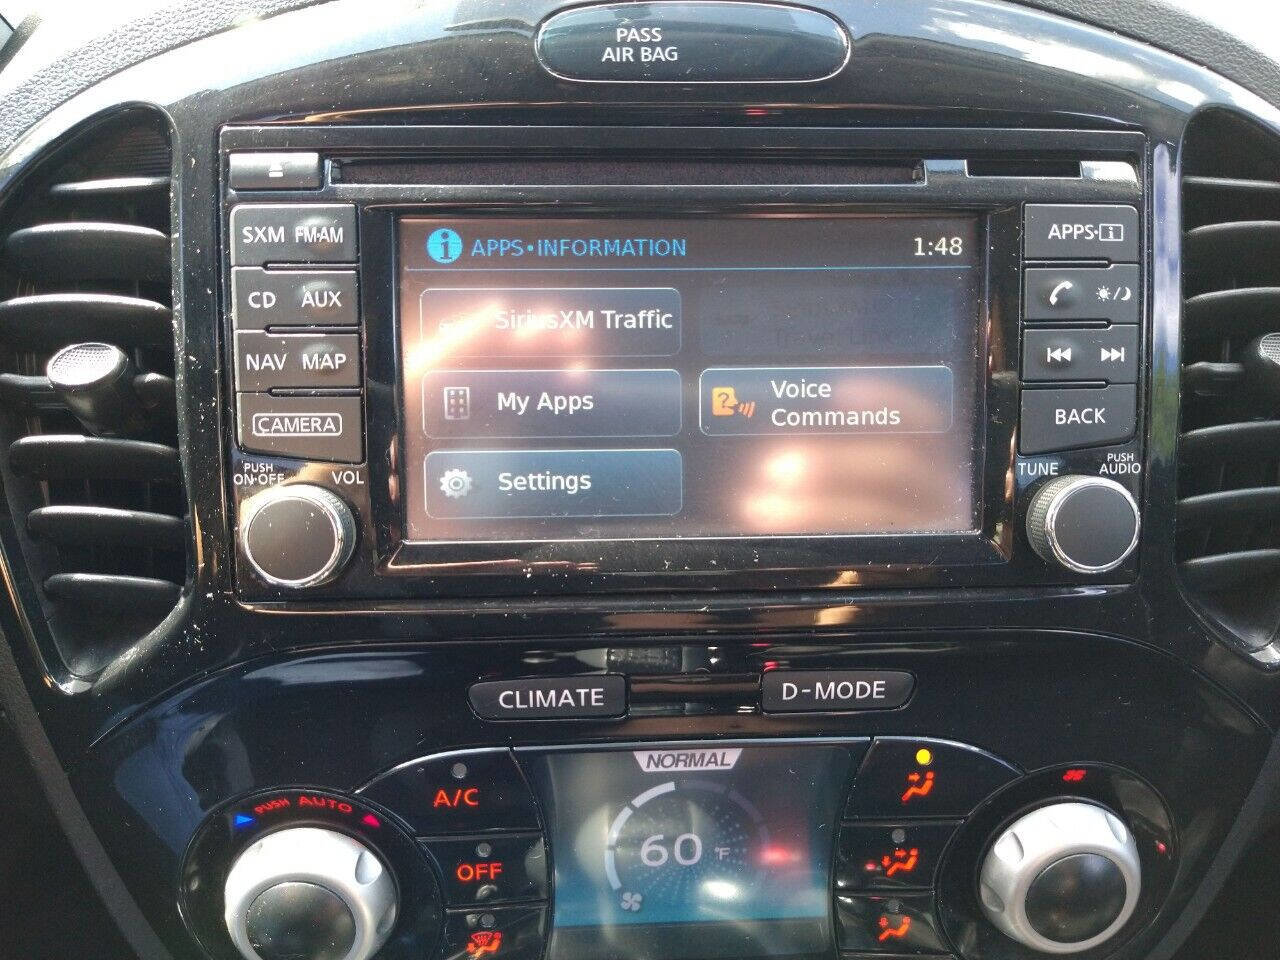 PASS
AIR BAG
SXM FM·AM
CD AUX
NAV MAP
CAMERA
PUSH
ON·OFF
VOL
i APPS•INFORMATION 1:48
SiriusXM Traffic
My Apps
? Voice
Commands
Settings
APPS·i
BACK
TUNE
PUSH
AUDIO
CLIMATE
D-MODE
NORMAL
60 °F
PUSH AUTO
A/C
OFF